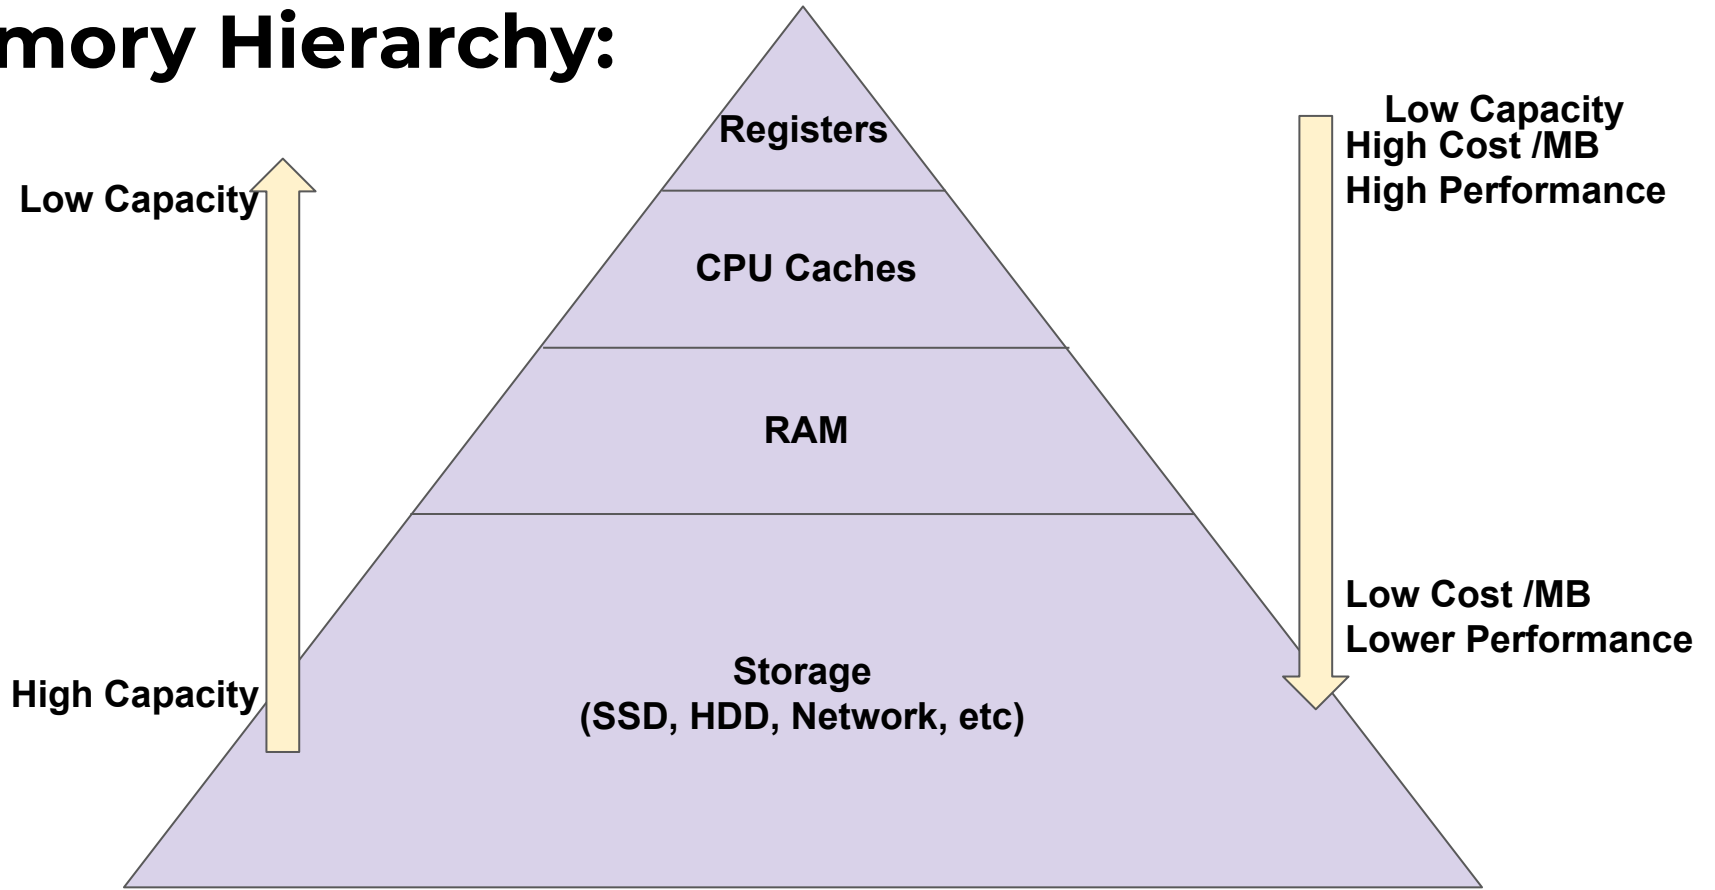 mory Hierarchy:
Registers
CPU Caches
RAM
Storage
(SSD, HDD, Network, etc)
Low Capacity
High Capacity
Low Capacity
High Cost /MB
High Performance
Low Cost /MB
Lower Performance